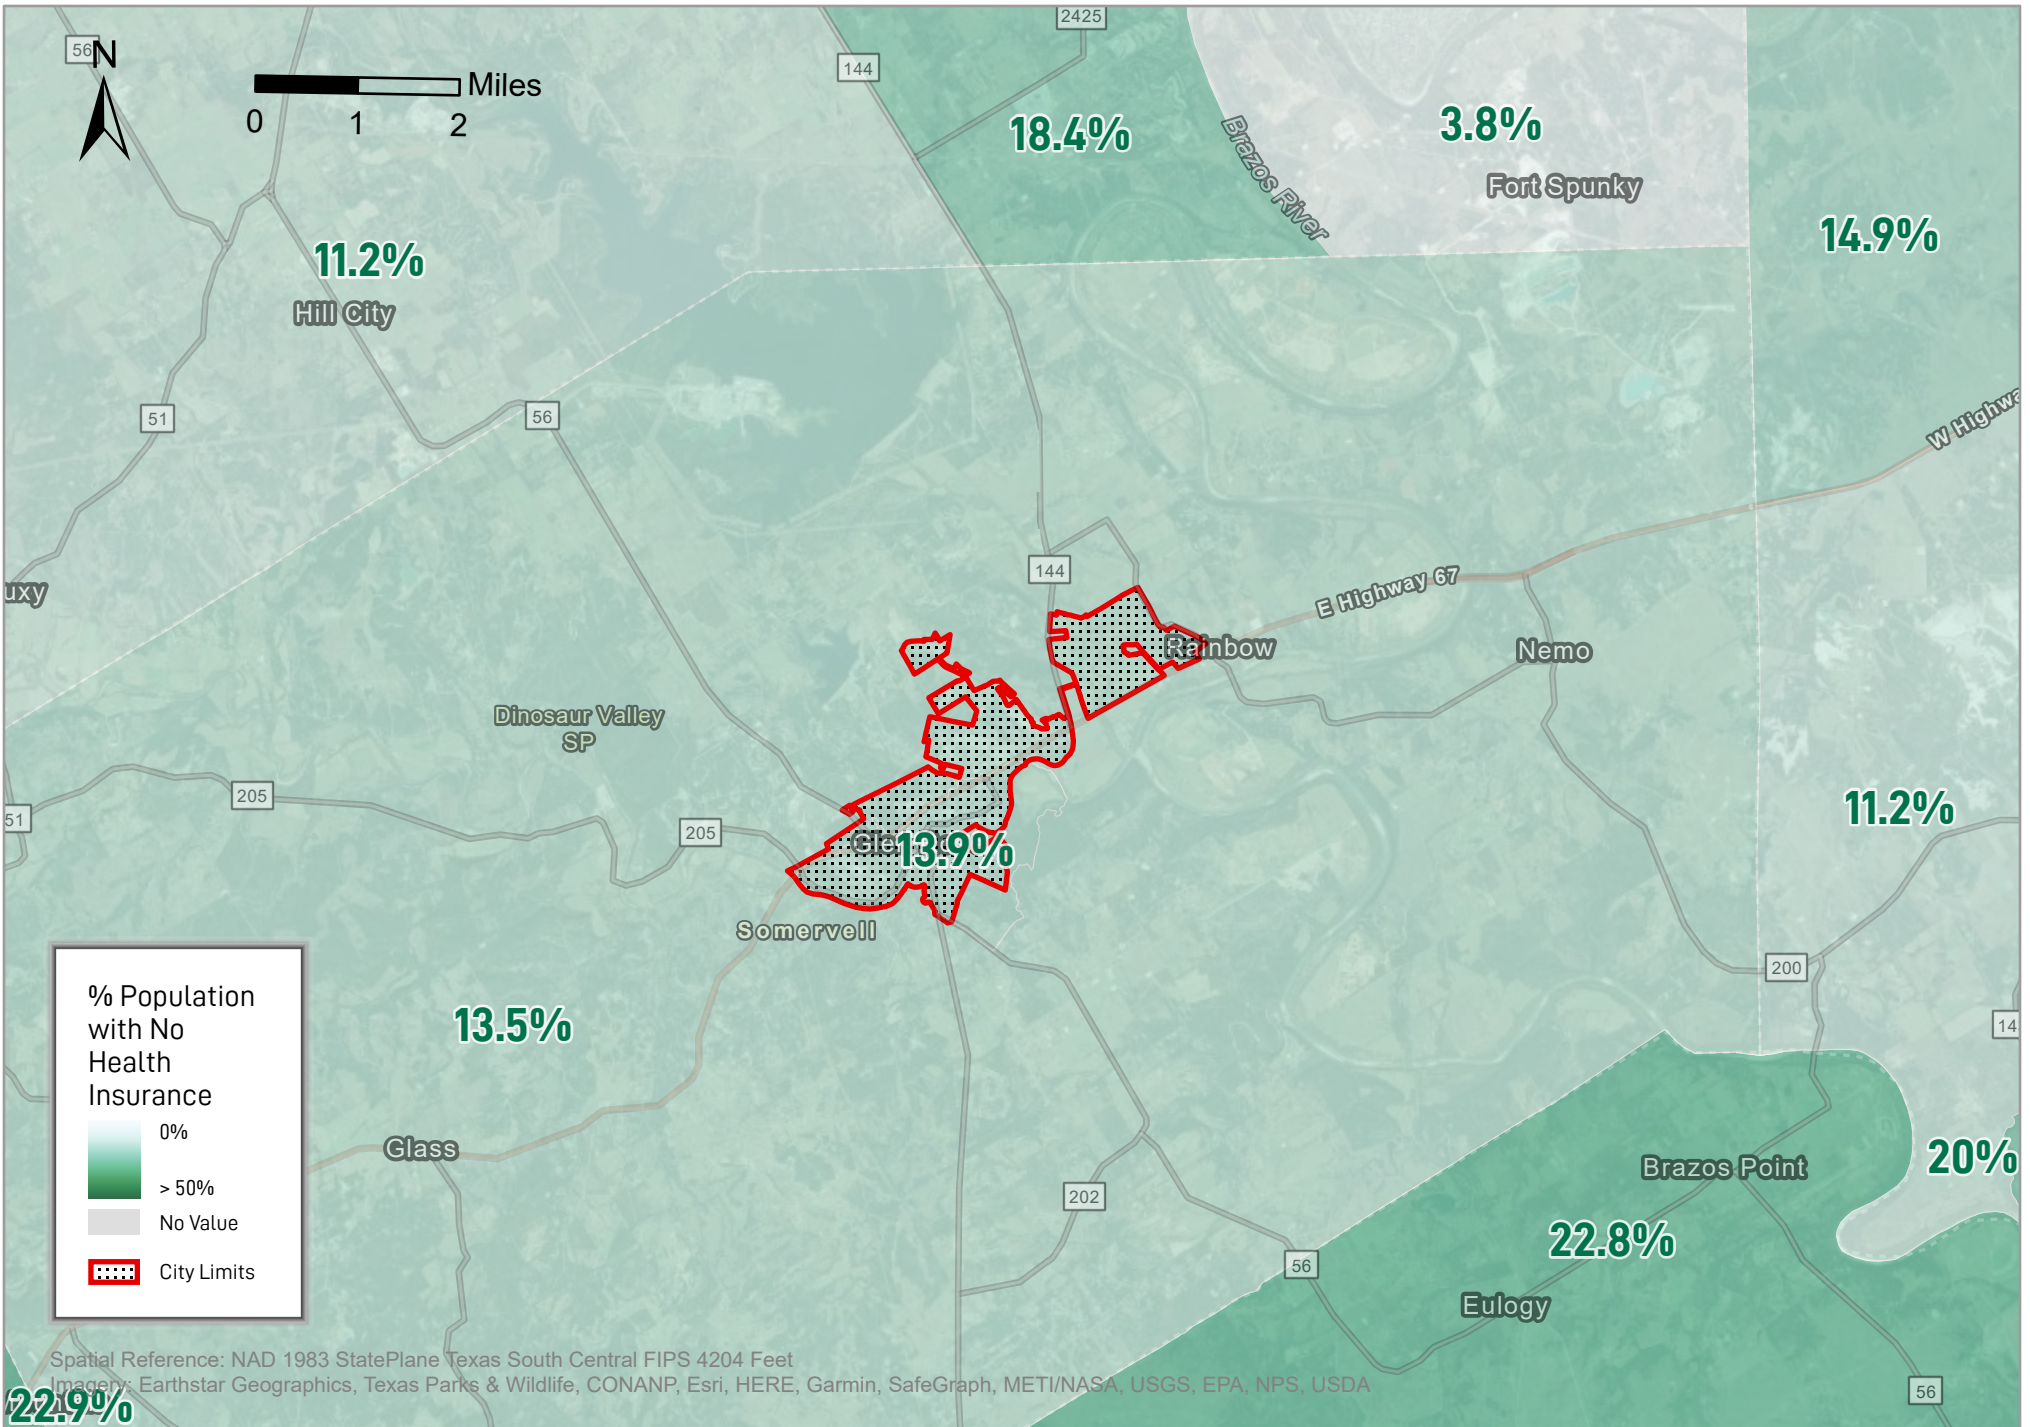 2425
56
N
144
Miles
0 1 2
18.4%
3.8%
Brazos River
Fort Spunky
14.9%
11.2%
Hill City
51
56
W Highwa
144
uxy
E Highway 67
Rainbow
Nemo
Dinosaur Valley
SP
205
51
205
11.2%
13.9%
Somervell
200
13.5%
14
% Population
with No
Health
Insurance
0%
> 50%
No Value
City Limits
Glass
Brazos Point
20%
202
22.8%
56
Eulogy
Spatial Reference: NAD 1983 StatePlane Texas South Central FIPS 4204 Feet
Imagery: Earthstar Geographics, Texas Parks & Wildlife, CONANP, Esri, HERE, Garmin, SafeGraph, METI/NASA, USGS, EPA, NPS, USDA
56
22.9%